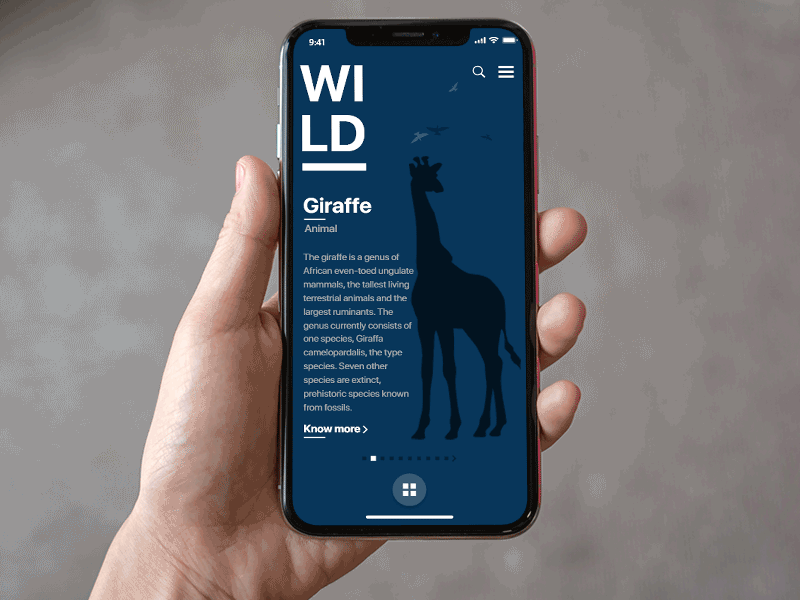 9:41
WI
LD
Giraffe
Animal
The giraffe is a genus of
African even-toed ungulate
mammals, the tallest living
terrestrial animals and the
largest ruminants. The
genus currently consists of
one species, Giraffa
camelopardalis, the type
species. Seven other
species are extinct,
prehistoric species known
from fossils.
Know more